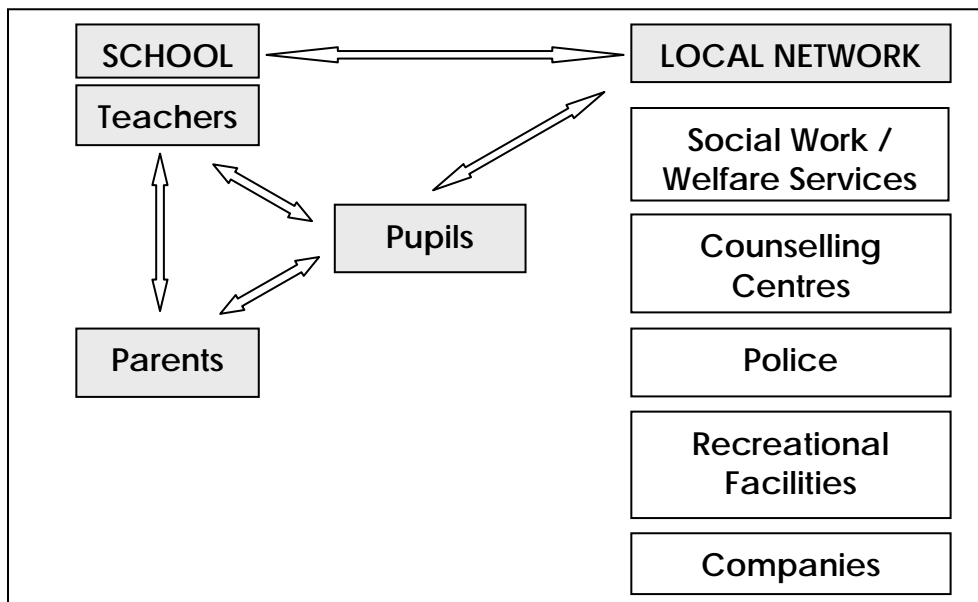 SCHOOL
Teachers
Pupils
Parents
LOCAL NETWORK
Social Work /
Welfare Services
Counselling
Centres
Police
Recreational
Facilities
Companies